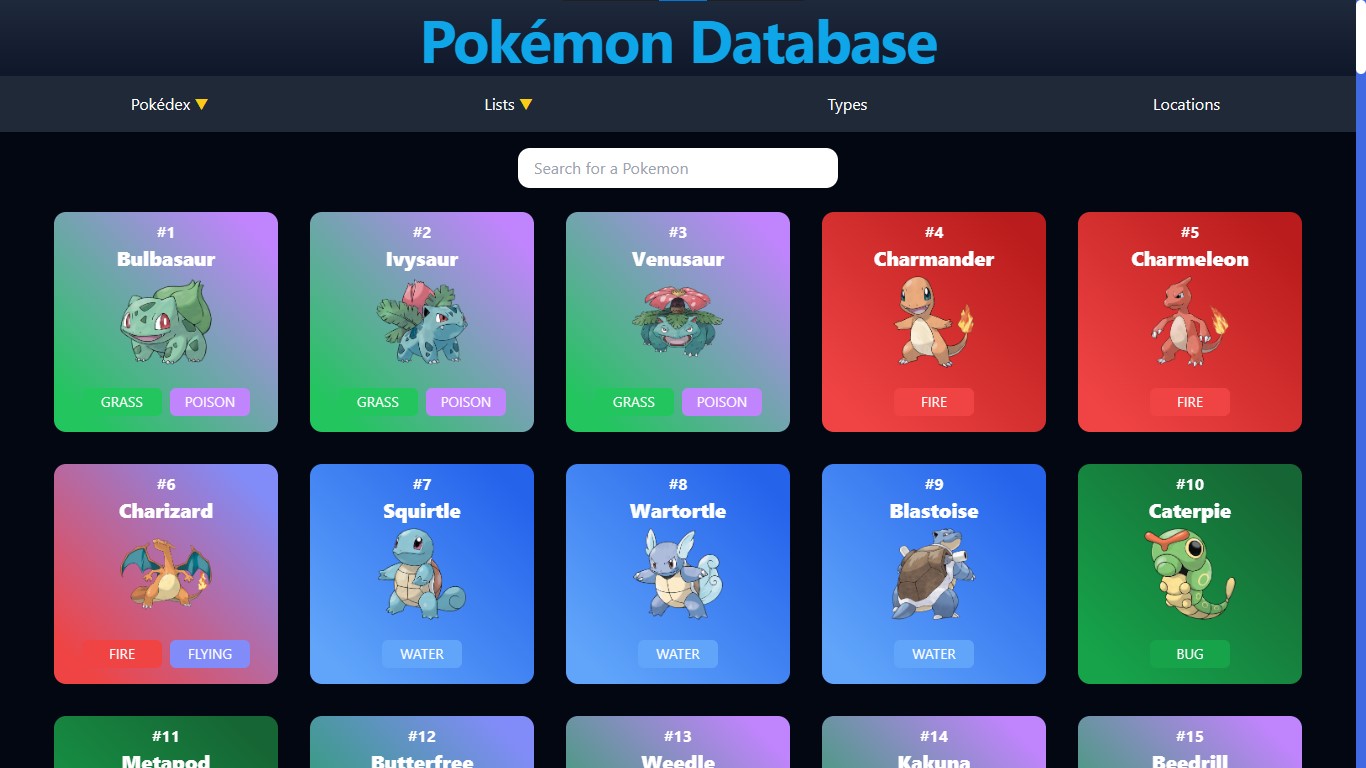 Pokémon Database
Pokédex ▼ Lists ▼ Types Locations
Search for a Pokemon
#1 #2 #3 #4 #5
Bulbasaur Ivysaur Venusaur Charmander Charmeleon
GRASS POISON GRASS POISON GRASS POISON FIRE FIRE
#6 #7 #8 #9 #10
Charizard Squirtle Wartortle Blastoise Caterpie
FIRE FLYING WATER WATER WATER BUG
#11 #12 #13 #14 #15
Metapod Butterfree Weedle Kakuna Beedrill